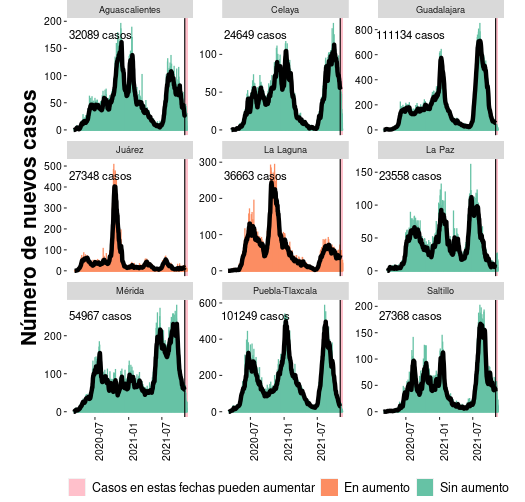 Número de nuevos casos
Aguascalientes
Celaya
Guadalajara
200
150
100
50
0
32089 casos
100
50
0
24649 casos
800
600
400
200
0
111134 casos
Juárez
La Laguna
La Paz
500
400
300
200
100
0
27348 casos
300
200
100
0
36663 casos
150
100
50
0
23558 casos
Mérida
Puebla-Tlaxcala
Saltillo
200
100
0
54967 casos
600
400
200
0
101249 casos
200
150
100
50
0
27368 casos
2020-07
2021-01
2021-07
2020-07
2021-01
2021-07
2020-07
2021-01
2021-07
Casos en estas fechas pueden aumentar
En aumento
Sin aumento